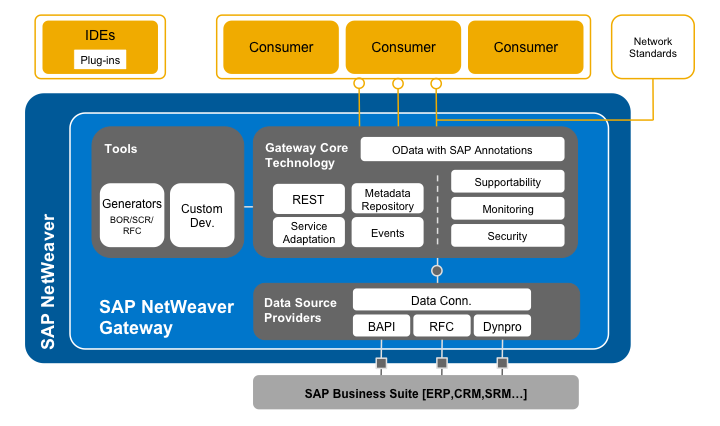 IDEs
Plug-ins
Consumer
Consumer
Consumer
Network
Standards
SAP NetWeaver
Tools
Generators
BOR/SCR/
RFC
Custom
Dev.
Gateway Core
Technology
OData with SAP Annotations
REST
Metadata
Repository
Service
Adaptation
Events
Supportability
Monitoring
Security
SAP NetWeaver
Gateway
Data Source
Providers
Data Conn.
BAPI
RFC
Dynpro
SAP Business Suite [ERP,CRM,SRM...]